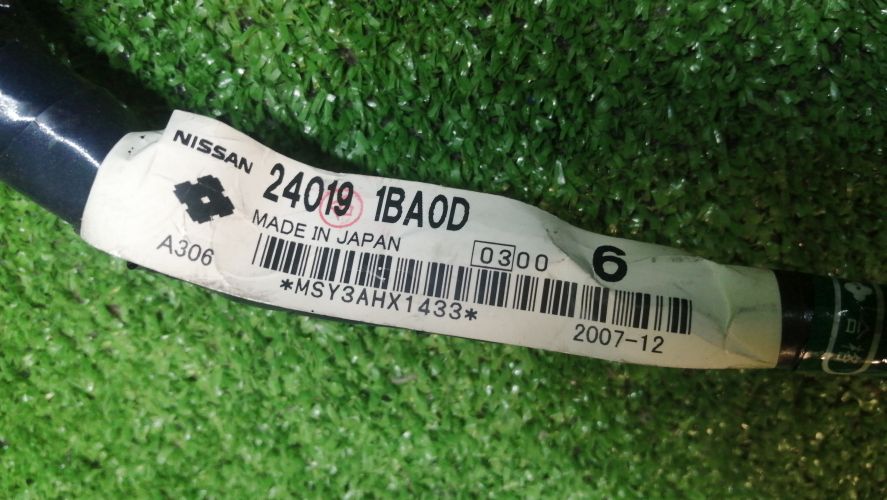 NISSAN
24019 1BA0D
MADE IN JAPAN
0300 6
A306
*MSY3AHX1433*
2007-12